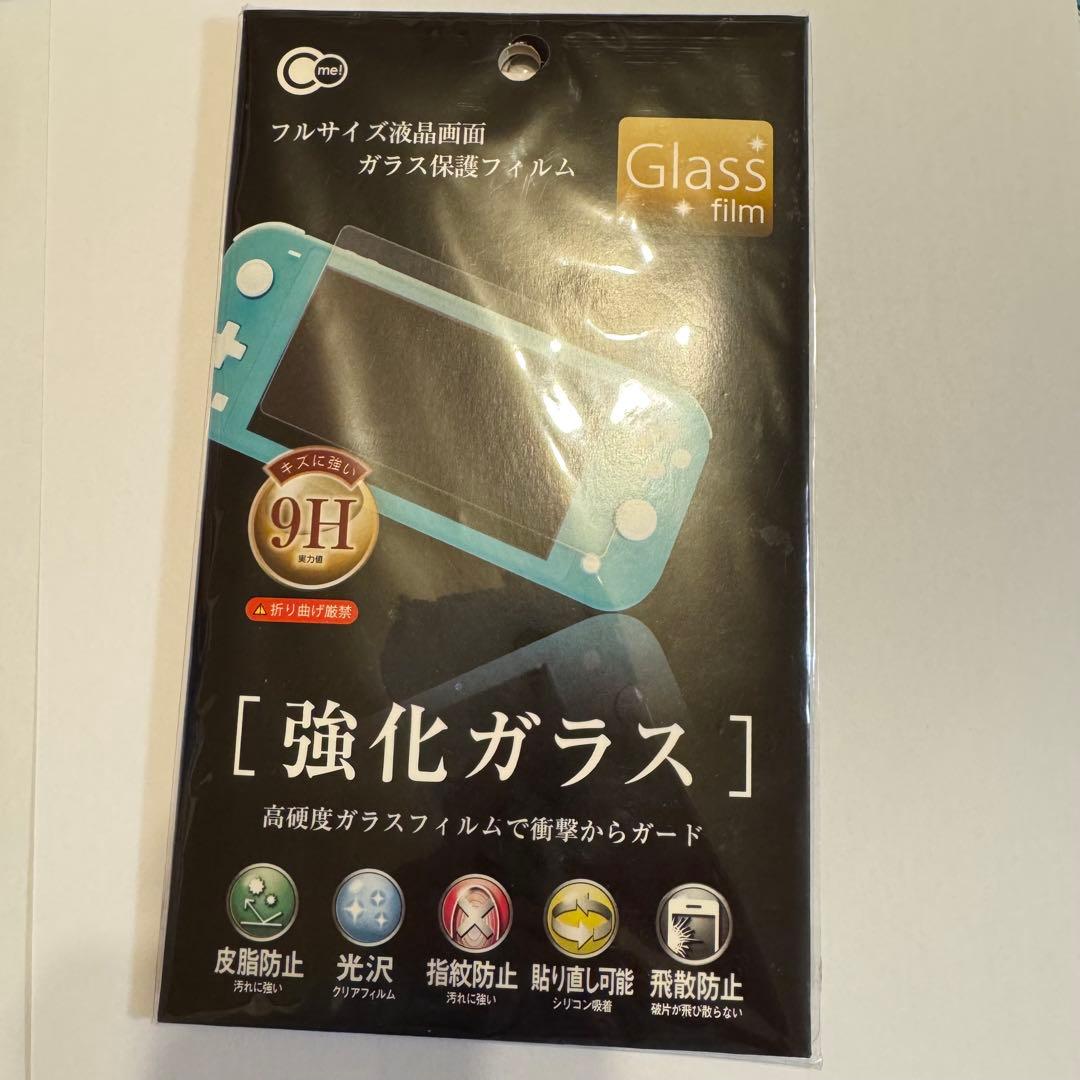 me!
フルサイズ液晶画面
ガラス保護フィルム
Glass
film
キズに強い
9H
実力値
⚠折り曲げ厳禁
[強化ガラス]
高硬度ガラスフィルムで衝撃からガード
皮脂防止
汚れに強い
光沢
クリアフィルム
指紋防止
汚れに強い
貼り直し可能
シリコン吸着
飛散防止
破片が飛び散らない